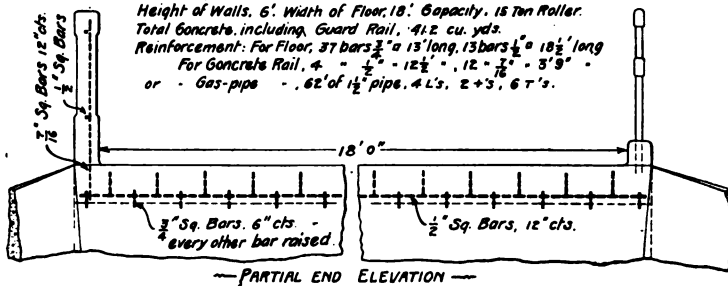 Height of Walls, 6'. Width of Floor, 18'. Capacity, 15 Ton Roller.
Total Concrete, including Guard Rail, 41.2 cu. yds.
Reinforcement: For Floor, 37 bars 3/4" □ 13' long, 13 bars 1/2" □ 18 1/2' long
For Concrete Rail, 4 " 1/2" " 12 1/2' " , 12 " 7/16" " 3' 9" "
or " Gas-pipe " , 62' of 1 1/2" pipe, 4 L's, 2 +'s, 6 T's.
7/16" Sq. Bars 12" cts.
1/2" Sq. Bars
18' 0"
3/4" Sq. Bars. 6" cts. -
every other bar raised.
1/2" Sq. Bars, 12" cts.
PARTIAL END ELEVATION